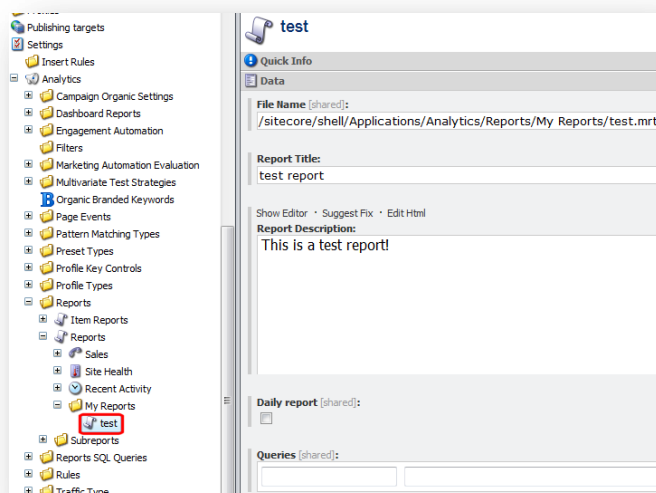 Publishing targets
Settings
Insert Rules
Analytics
Campaign Organic Settings
Dashboard Reports
Engagement Automation
Filters
Marketing Automation Evaluation
Multivariate Test Strategies
Organic Branded Keywords
Page Events
Pattern Matching Types
Preset Types
Profile Key Controls
Profile Types
Reports
Item Reports
Reports
Sales
Site Health
Recent Activity
My Reports
test
Subreports
Reports SQL Queries
Rules
Traffic Type
test
Quick Info
Data
File Name [shared]:
/sitecore/shell/Applications/Analytics/Reports/My Reports/test.mrt
Report Title:
test report
Show Editor · Suggest Fix · Edit Html
Report Description:
This is a test report!
Daily report [shared]:
Queries [shared]: